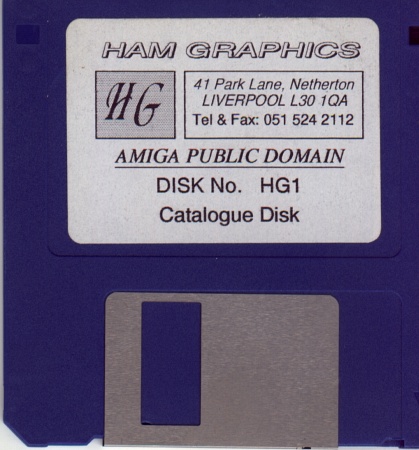 HAM GRAPHICS
HG
41 Park Lane, Netherton
LIVERPOOL L30 1QA
Tel & Fax: 051 524 2112
AMIGA PUBLIC DOMAIN
DISK No. HG1
Catalogue Disk